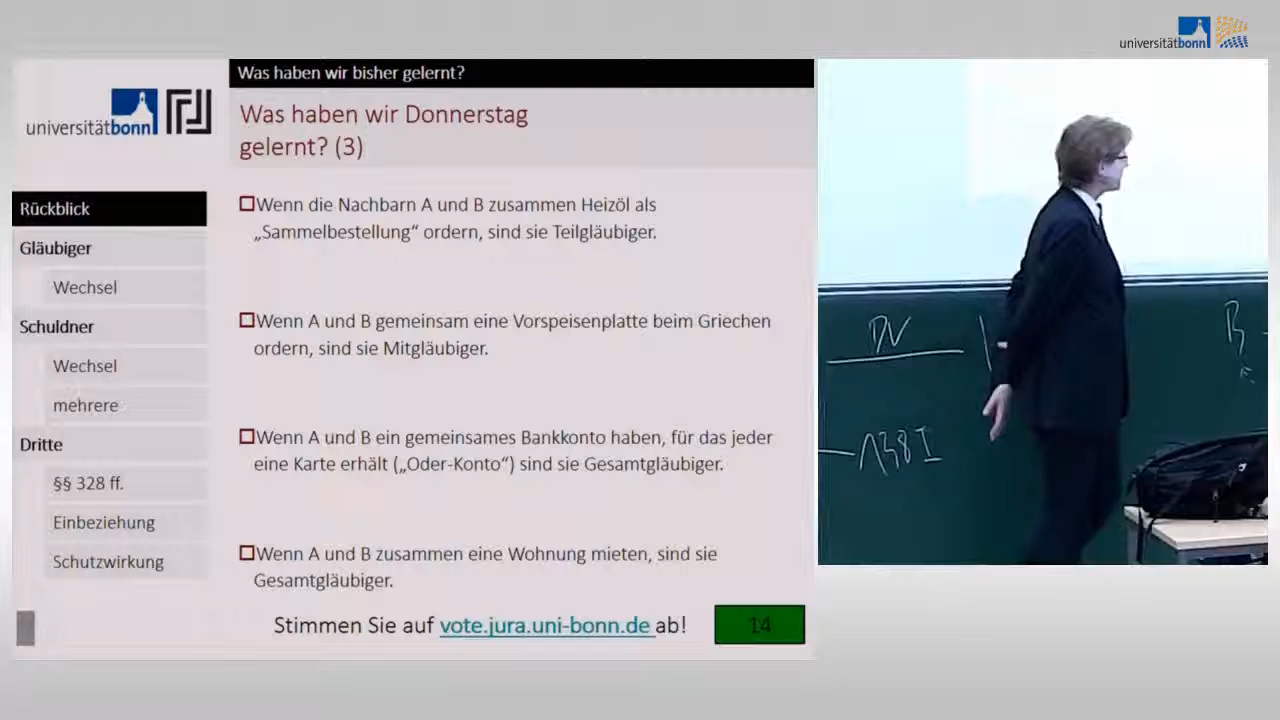 universitätbonn
Was haben wir bisher gelernt?
universitätbonn
Was haben wir Donnerstag
gelernt? (3)
Rückblick
Gläubiger
Wechsel
Schuldner
Wechsel
mehrere
Dritte
§§ 328 ff.
Einbeziehung
Schutzwirkung
Wenn die Nachbarn A und B zusammen Heizöl als
„Sammelbestellung“ ordern, sind sie Teilgläubiger.
Wenn A und B gemeinsam eine Vorspeisenplatte beim Griechen
ordern, sind sie Mitgläubiger.
Wenn A und B ein gemeinsames Bankkonto haben, für das jeder
eine Karte erhält („Oder-Konto“) sind sie Gesamtgläubiger.
Wenn A und B zusammen eine Wohnung mieten, sind sie
Gesamtgläubiger.
Stimmen Sie auf vote.jura.uni-bonn.de ab!
14
DV
138 I
B